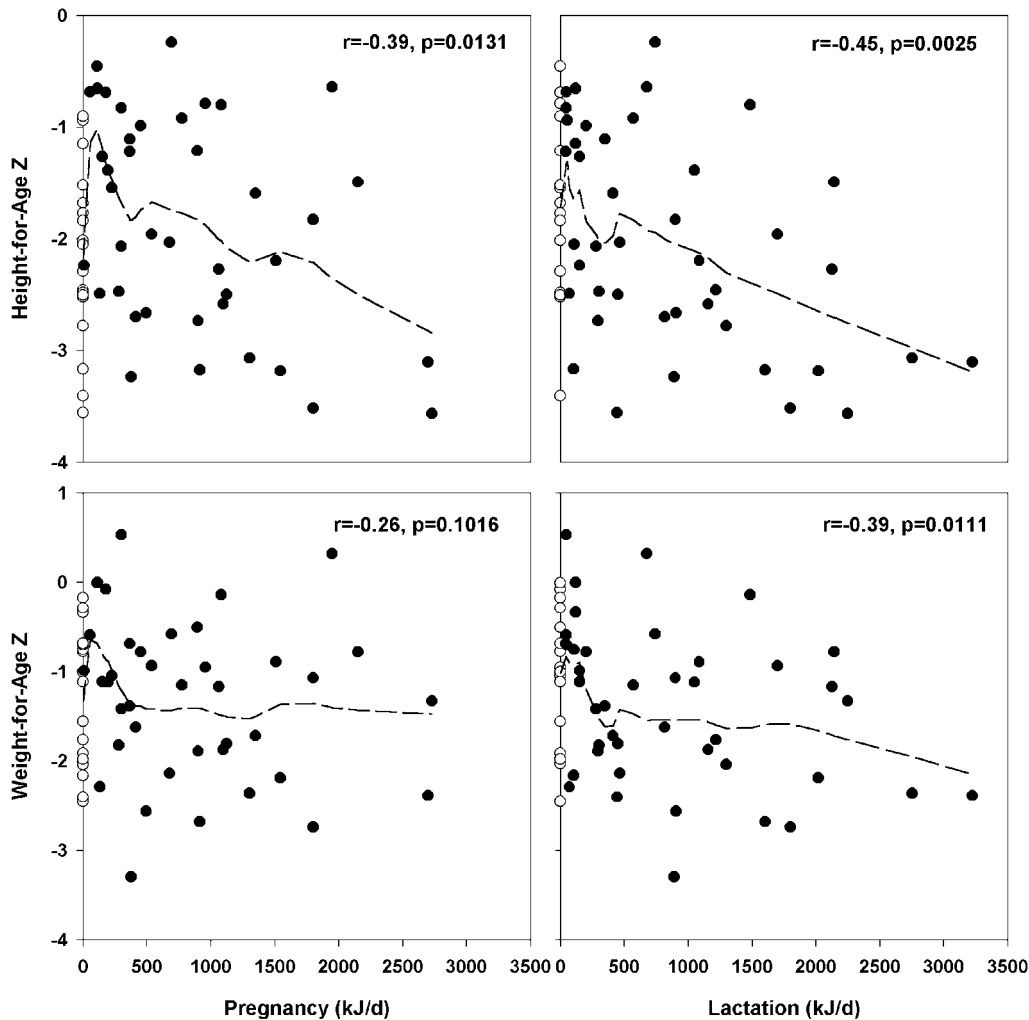 0
-1
-2
-3
-4
Height-for-Age Z
r=-0.39, p=0.0131
r=-0.45, p=0.0025
1
0
-1
-2
-3
-4
Weight-for-Age Z
r=-0.26, p=0.1016
r=-0.39, p=0.0111
0 500 1000 1500 2000 2500 3000 3500
0 500 1000 1500 2000 2500 3000 3500
Pregnancy (kJ/d)
Lactation (kJ/d)